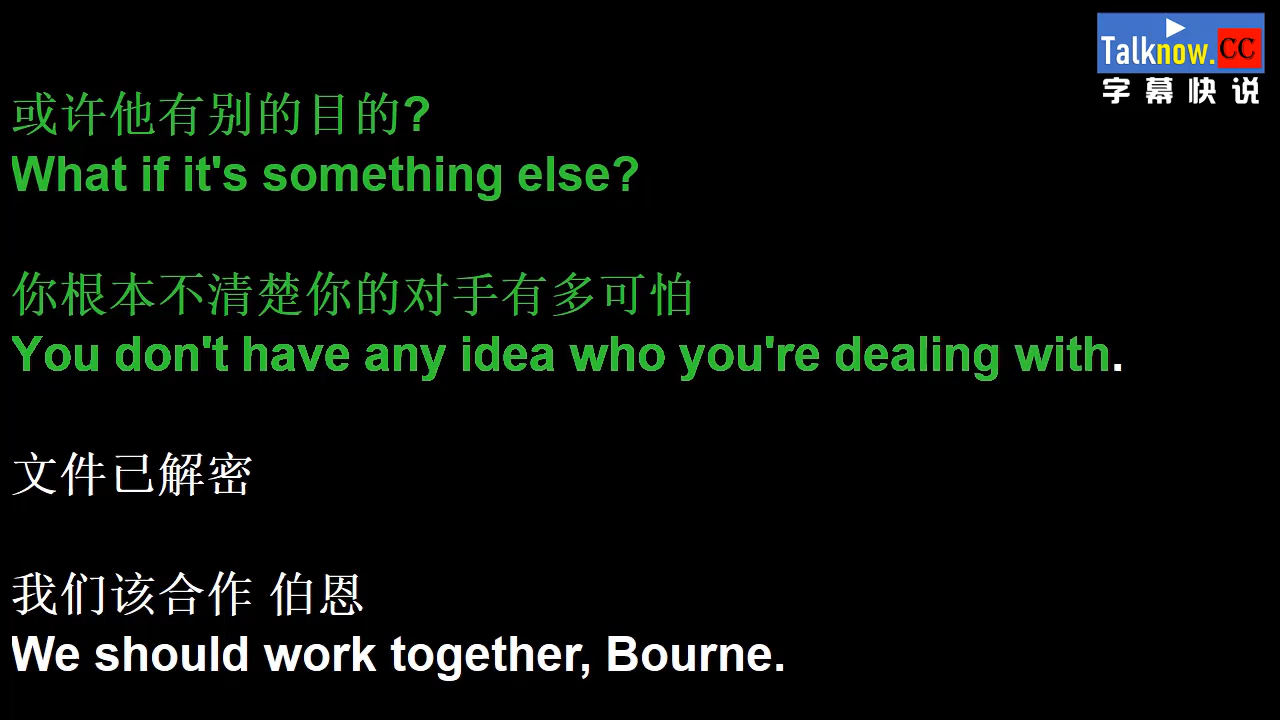 Talknow.CC
字幕快说
或许他有别的目的?
What if it's something else?
你根本不清楚你的对手有多可怕
You don't have any idea who you're dealing with.
文件已解密
我们该合作 伯恩
We should work together, Bourne.